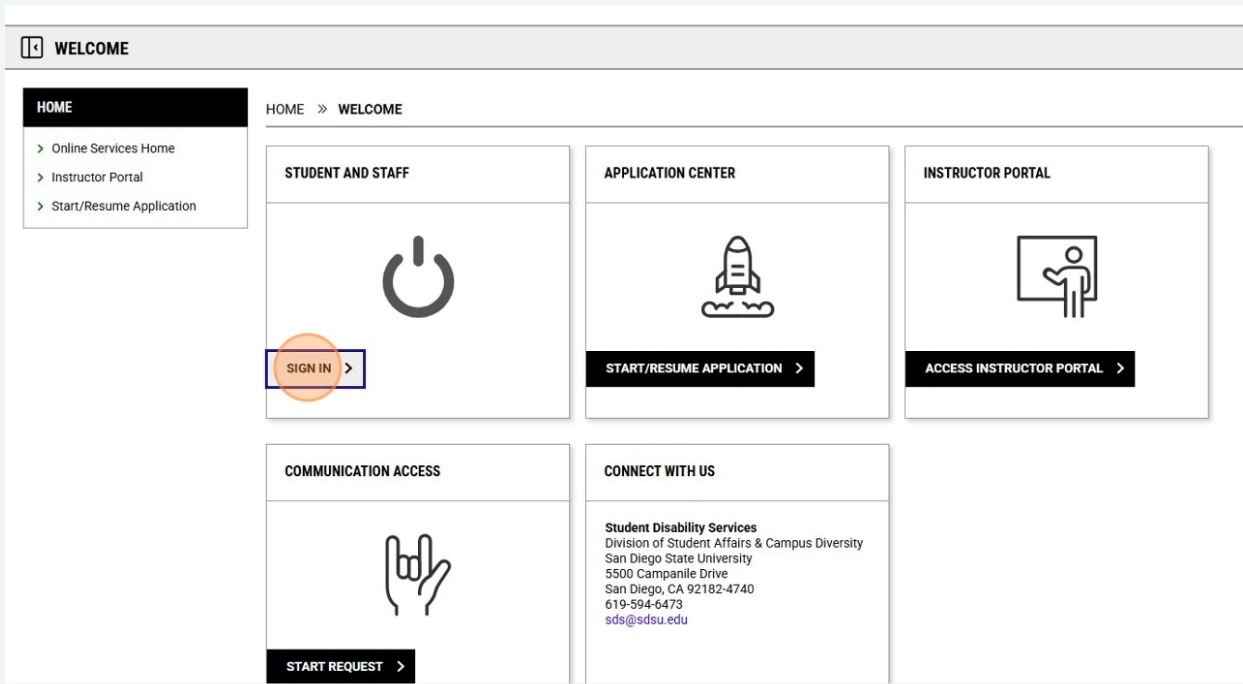 WELCOME
HOME
Online Services Home
Instructor Portal
Start/Resume Application
HOME » WELCOME
STUDENT AND STAFF
SIGN IN
APPLICATION CENTER
START/RESUME APPLICATION
INSTRUCTOR PORTAL
ACCESS INSTRUCTOR PORTAL
COMMUNICATION ACCESS
START REQUEST
CONNECT WITH US
Student Disability Services
Division of Student Affairs & Campus Diversity
San Diego State University
5500 Campanile Drive
San Diego, CA 92182-4740
619-594-6473
sds@sdsu.edu